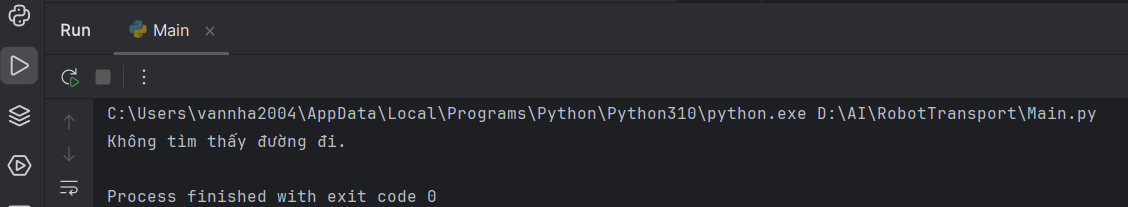 Run Main
C:\Users\vannha2004\AppData\Local\Programs\Python\Python310\python.exe D:\AI\RobotTransport\Main.py
Không tìm thấy đường đi.
Process finished with exit code 0